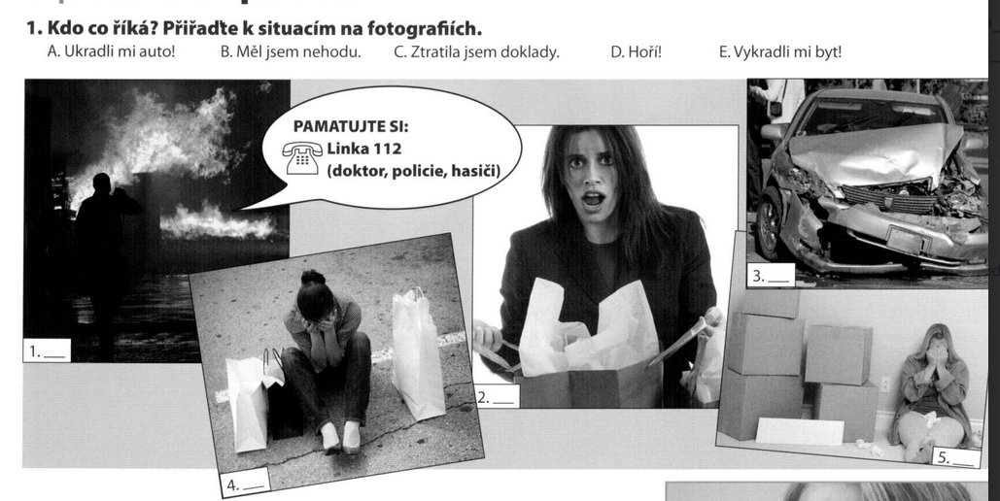 1. Kdo co říká? Přiřaďte k situacím na fotografiích.
A. Ukradli mi auto! B. Měl jsem nehodu. C. Ztratila jsem doklady. D. Hoří! E. Vykradli mi byt!
PAMATUJTE SI:
Linka 112
(doktor, policie, hasiči)
1. ___
2. ___
3. ___
4. ___
5. ___